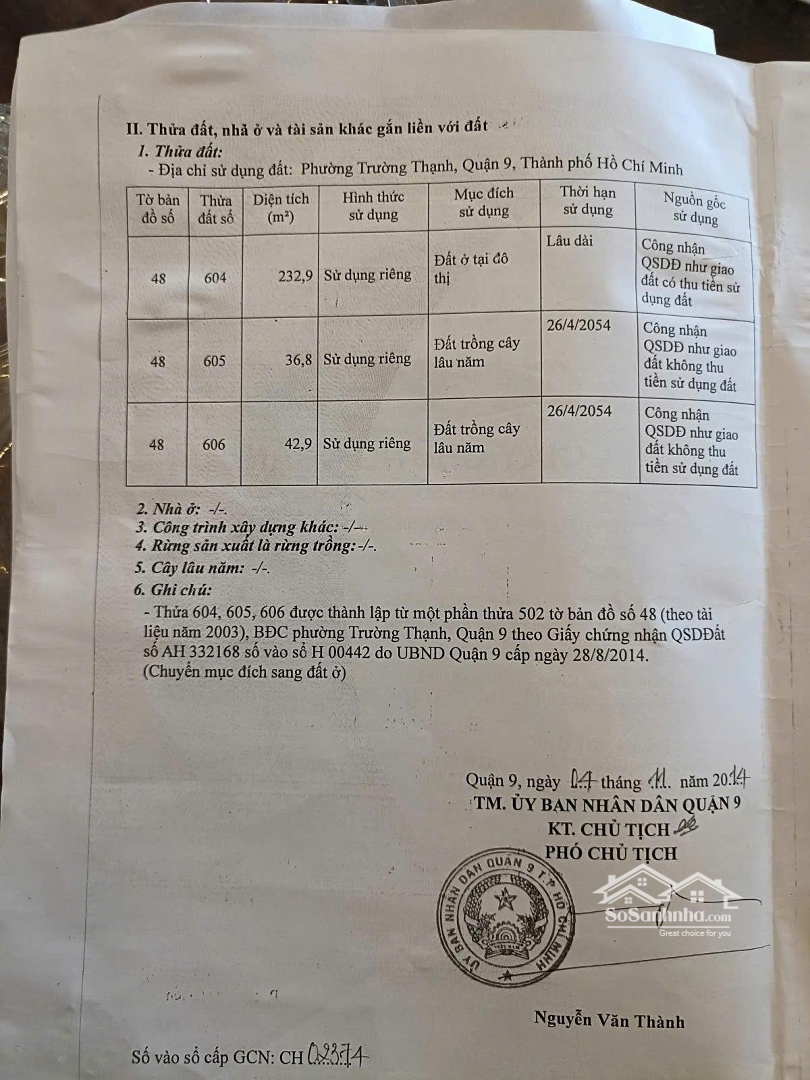 II. Thửa đất, nhà ở và tài sản khác gắn liền với đất
1. Thửa đất:
- Địa chỉ sử dụng đất: Phường Trường Thạnh, Quận 9, Thành phố Hồ Chí Minh
Tờ bản đồ số | Thửa đất số | Diện tích (m²) | Hình thức sử dụng | Mục đích sử dụng | Thời hạn sử dụng | Nguồn gốc sử dụng
48 | 604 | 232,9 | Sử dụng riêng | Đất ở tại đô thị | Lâu dài | Công nhận QSDĐ như giao đất có thu tiền sử dụng đất
48 | 605 | 36,8 | Sử dụng riêng | Đất trồng cây lâu năm | 26/4/2054 | Công nhận QSDĐ như giao đất không thu tiền sử dụng đất
48 | 606 | 42,9 | Sử dụng riêng | Đất trồng cây lâu năm | 26/4/2054 | Công nhận QSDĐ như giao đất không thu tiền sử dụng đất
2. Nhà ở: -/-.
3. Công trình xây dựng khác: -/-.
4. Rừng sản xuất là rừng trồng: -/-.
5. Cây lâu năm: -/-.
6. Ghi chú:
- Thửa 604, 605, 606 được thành lập từ một phần thửa 502 tờ bản đồ số 48 (theo tài
liệu năm 2003), BĐC phường Trường Thạnh, Quận 9 theo Giấy chứng nhận QSDĐất
số AH 332168 số vào sổ H 00442 do UBND Quận 9 cấp ngày 28/8/2014.
(Chuyển mục đích sang đất ở)
Quận 9, ngày 04 tháng 11. năm 2014
TM. ỦY BAN NHÂN DÂN QUẬN 9
KT. CHỦ TỊCH
PHÓ CHỦ TỊCH
ỦY BAN NHÂN DÂN QUẬN 9 T.P HỒ CHÍ MINH
VIỆT NAM
SoSanhnha.com
Great choice for you
Nguyễn Văn Thành
Số vào sổ cấp GCN: CH 02374